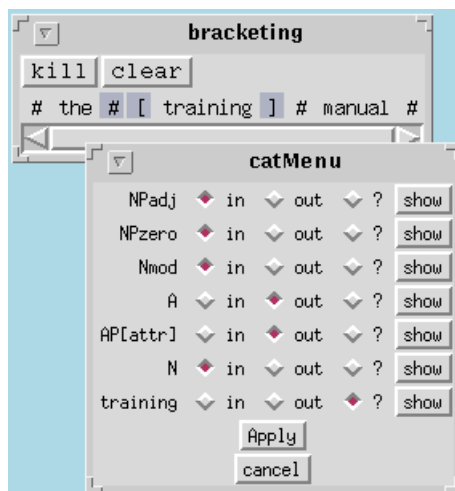 bracketing
kill clear
# the # [ training ] # manual #
catMenu
NPadj in out ? show
NPzero in out ? show
Nmod in out ? show
A in out ? show
AP[attr] in out ? show
N in out ? show
training in out ? show
Apply
cancel